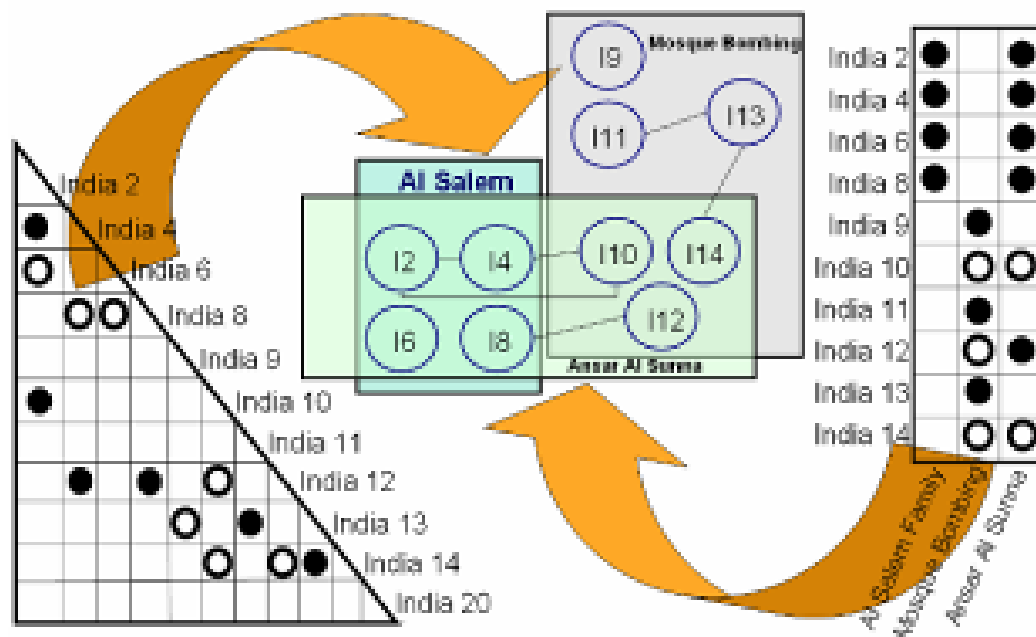 India 2
India 4
India 6
India 8
India 9
India 10
India 11
India 12
India 13
India 14
India 20
Mosque Bombing
I9
I11
I13
Al Salem
I2
I4
I10
I14
I6
I8
I12
Ansar Al Sunna
India 2
India 4
India 6
India 8
India 9
India 10
India 11
India 12
India 13
India 14
Al Salem Family
Mosque Bombing
Ansar Al Sunna